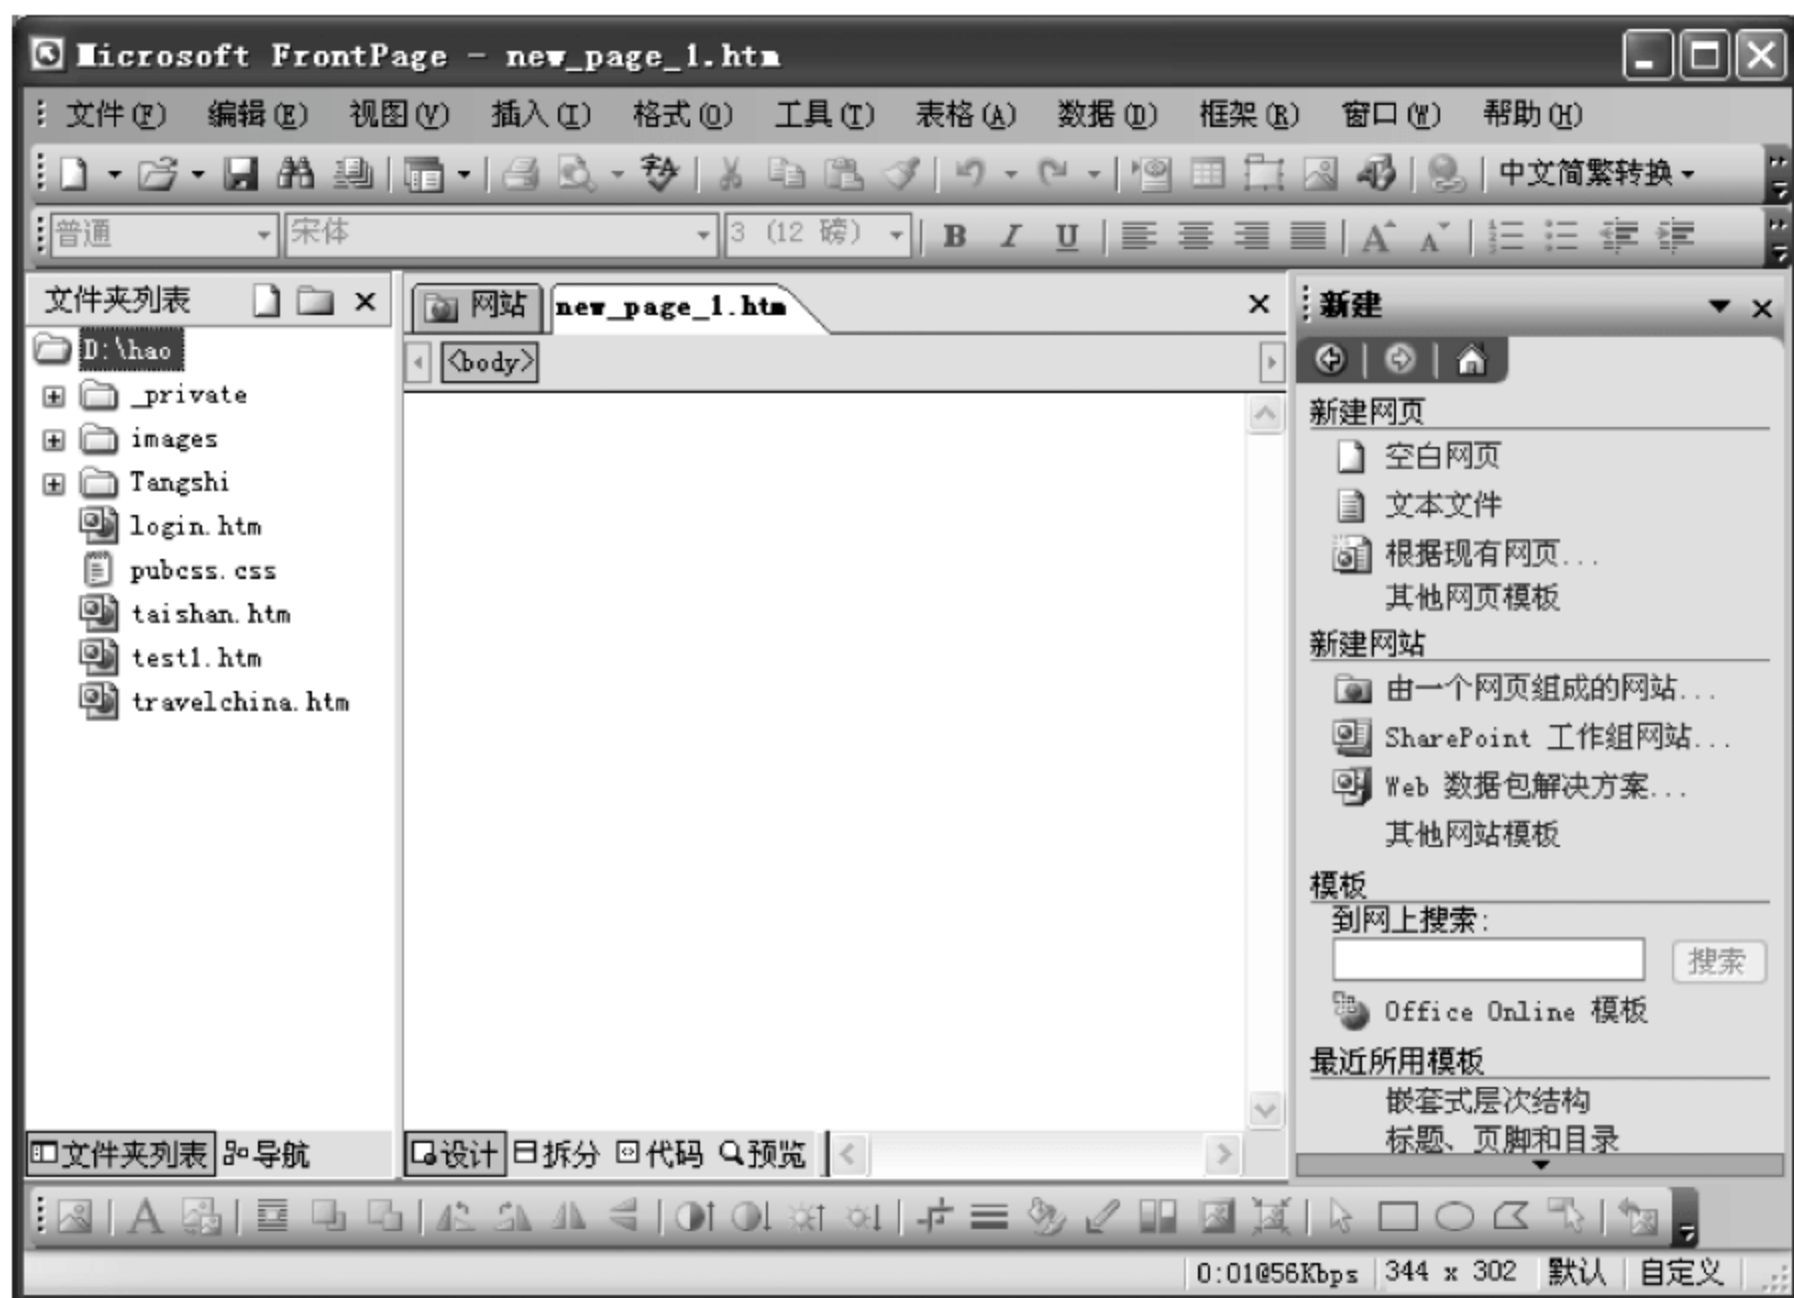 Microsoft FrontPage - new_page_1.htm
文件(F) 编辑(E) 视图(V) 插入(I) 格式(O) 工具(T) 表格(A) 数据(D) 框架(R) 窗口(W) 帮助(H)
中文简繁转换
普通 宋体 3 (12 磅) B I U A A
文件夹列表
D:\hao
_private
images
Tangshi
login.htm
pubcss.css
taishan.htm
test1.htm
travelchina.htm
文件夹列表 导航
网站 new_page_1.htm
<body>
设计 拆分 代码 预览
新建
新建网页
空白网页
文本文件
根据现有网页...
其他网页模板
新建网站
由一个网页组成的网站...
SharePoint 工作组网站...
Web 数据包解决方案...
其他网站模板
模板
到网上搜索:
搜索
Office Online 模板
最近所用模板
嵌套式层次结构
标题、页脚和目录
A
0:01@56Kbps 344 x 302 默认 自定义